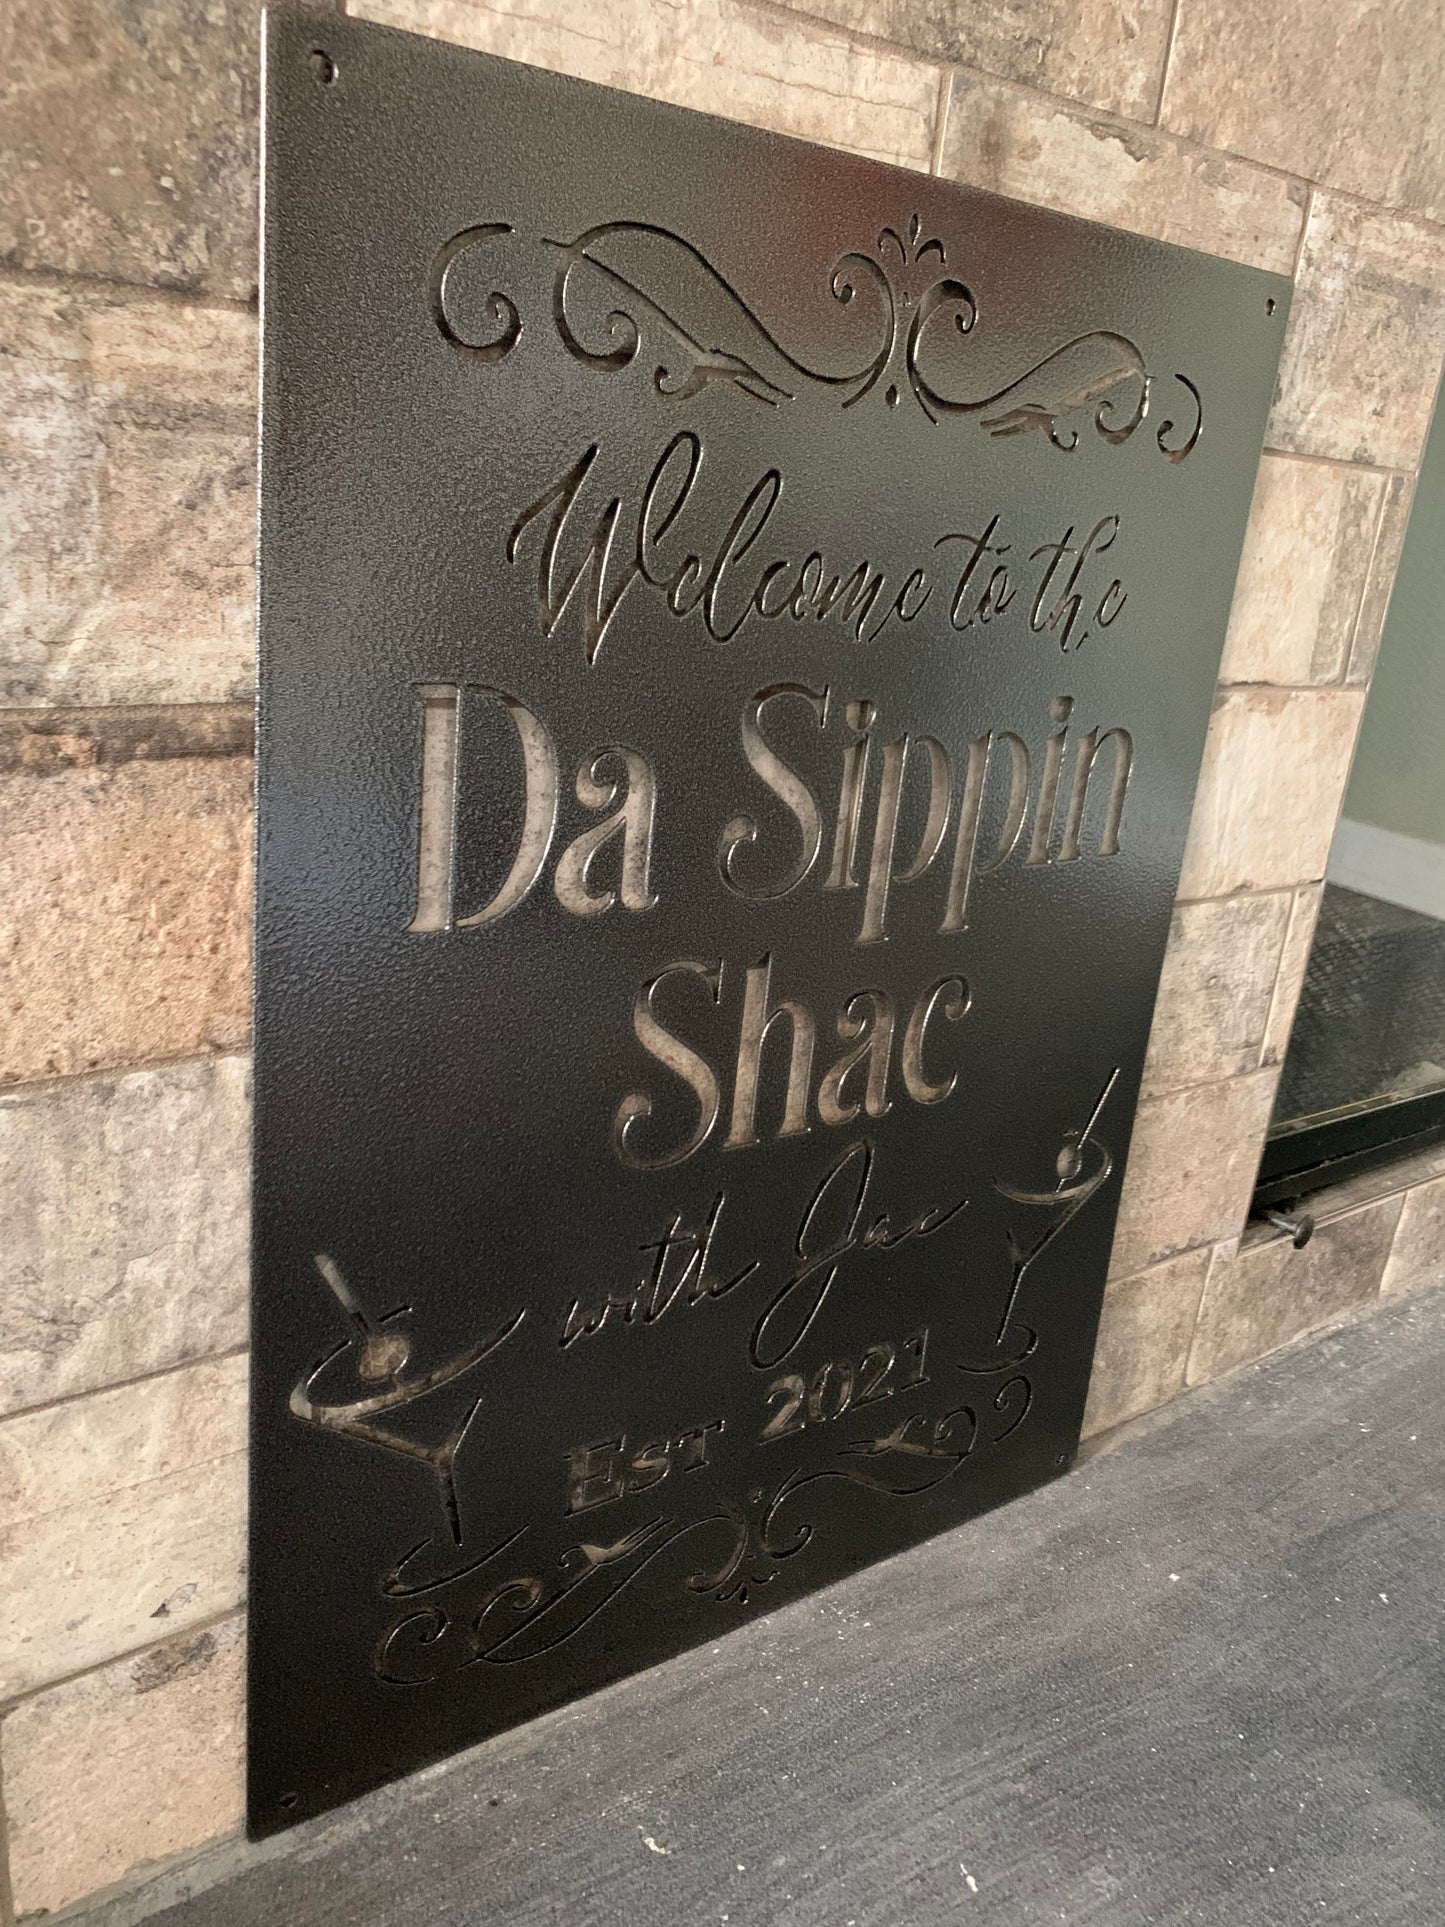 Welcome to the
Da Sippin
Shac
with Jac
Est 2021